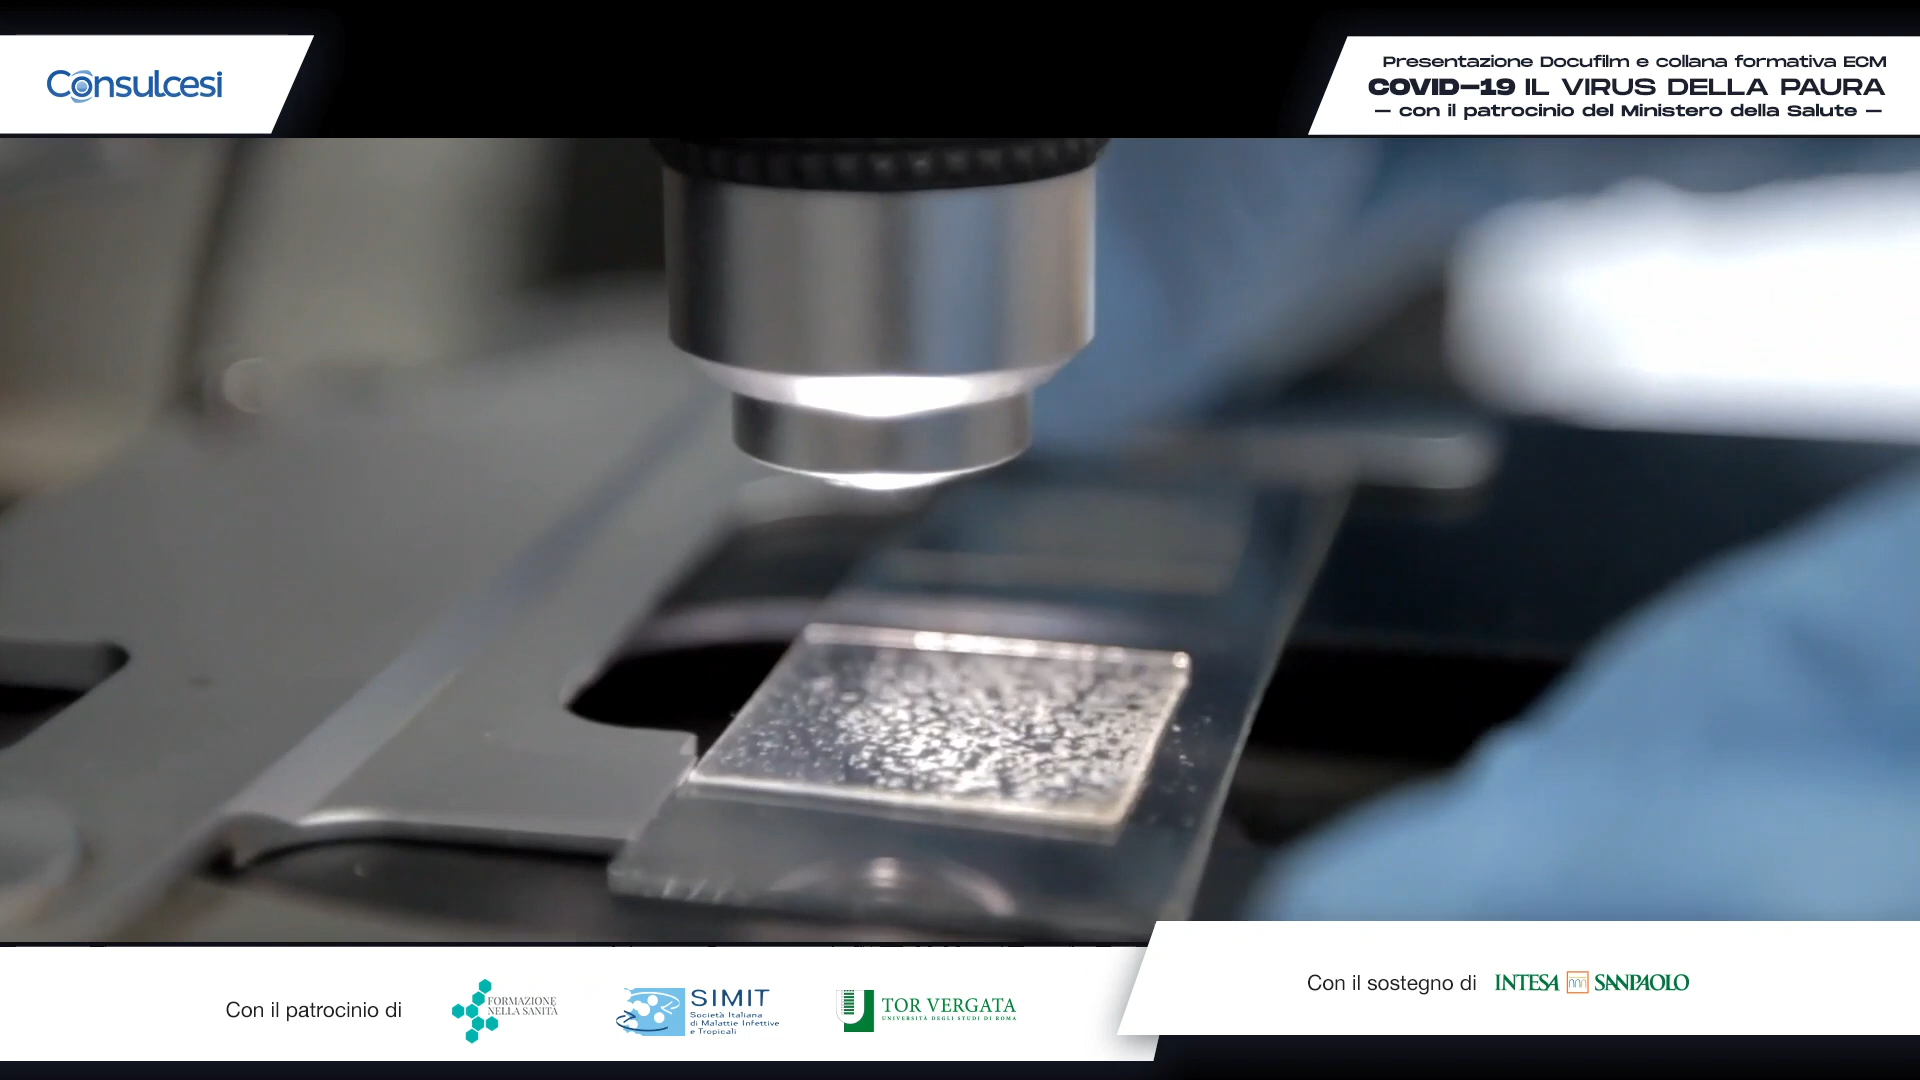 Consulcesi
Presentazione Docufilm e collana formativa ECM
COVID-19 IL VIRUS DELLA PAURA
– con il patrocinio del Ministero della Salute –
Con il patrocinio di
FORMAZIONE
NELLA SANITÀ
SIMIT
Società Italiana
di Malattie Infettive
e Tropicali
TOR VERGATA
UNIVERSITÀ DEGLI STUDI DI ROMA
Con il sostegno di
INTESA SANPAOLO